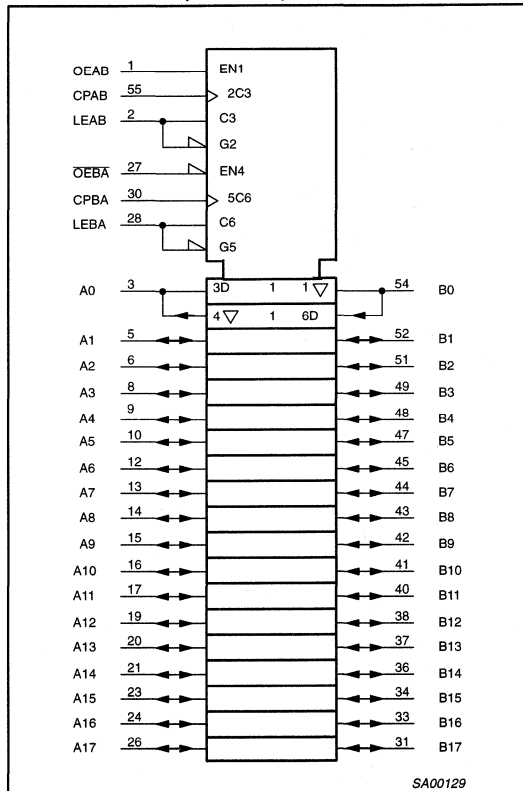 OEAB 1 EN1
CPAB 55 2C3
LEAB 2 C3
G2
OEBA 27 EN4
CPBA 30 5C6
LEBA 28 C6
G5
A0 3 3D 1 1 ▽ 54 B0
4 ▽ 1 6D
A1 5 52 B1
A2 6 51 B2
A3 8 49 B3
A4 9 48 B4
A5 10 47 B5
A6 12 45 B6
A7 13 44 B7
A8 14 43 B8
A9 15 42 B9
A10 16 41 B10
A11 17 40 B11
A12 19 38 B12
A13 20 37 B13
A14 21 36 B14
A15 23 34 B15
A16 24 33 B16
A17 26 31 B17
SA00129